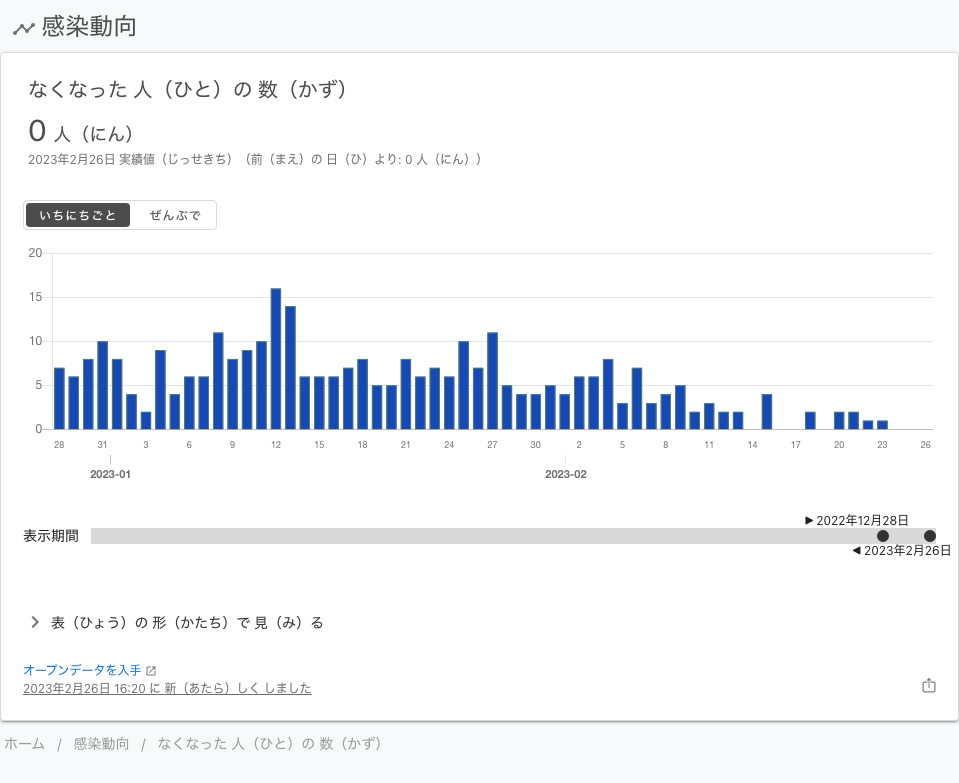 感染動向
なくなった 人（ひと）の 数（かず）
0 人（にん）
2023年2月26日 実績値（じっせきち）（前（まえ）の 日（ひ）より: 0 人（にん））
いちにちごと ぜんぶで
20
15
10
5
0
28 31 3 6 9 12 15 18 21 24 27 30 2 5 8 11 14 17 20 23 26
2023-01 2023-02
2022年12月28日
表示期間
2023年2月26日
表（ひょう）の 形（かたち）で 見（み）る
オープンデータを入手
2023年2月26日 16:20 に 新（あたら）しく しました
ホーム / 感染動向 / なくなった 人（ひと）の 数（かず）